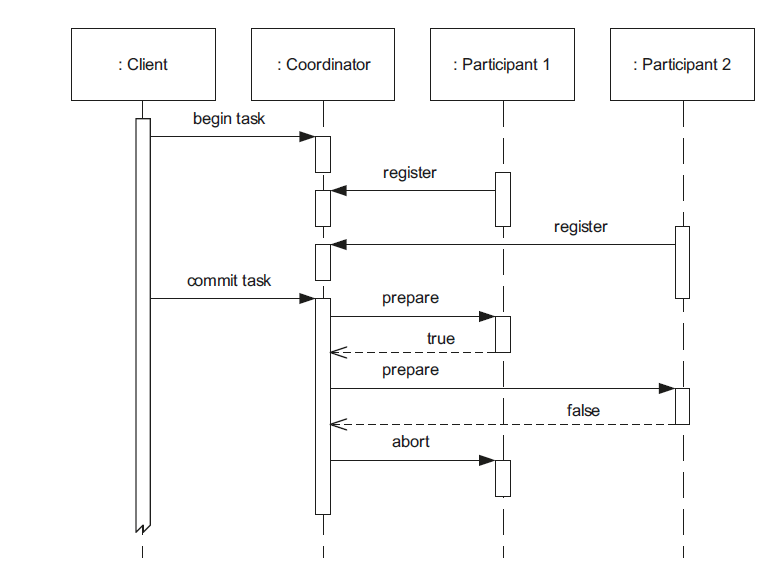 : Client
: Coordinator
: Participant 1
: Participant 2
begin task
register
register
commit task
prepare
true
prepare
false
abort